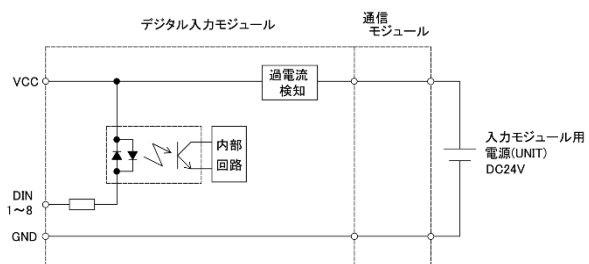 デジタル入力モジュール
通信
モジュール
VCC
過電流
検知
内部
回路
入力モジュール用
電源(UNIT)
DC24V
DIN
1～8
GND